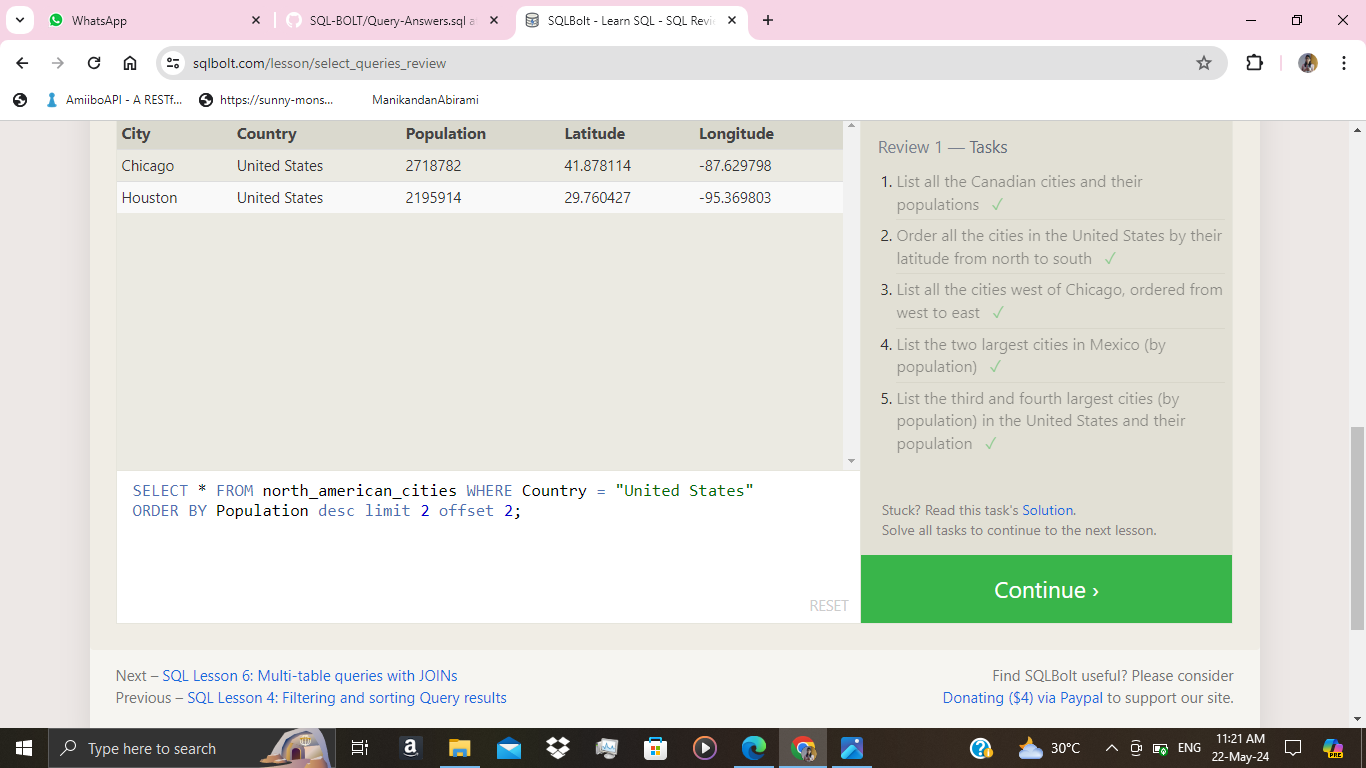 WhatsApp
SQL-BOLT/Query-Answers.sql a
SQLBolt - Learn SQL - SQL Revi
sqlbolt.com/lesson/select_queries_review
AmiiboAPI - A RESTf...
https://sunny-mons...
ManikandanAbirami
City Country Population Latitude Longitude
Chicago United States 2718782 41.878114 -87.629798
Houston United States 2195914 29.760427 -95.369803
Review 1 — Tasks
1. List all the Canadian cities and their
populations ✓
2. Order all the cities in the United States by their
latitude from north to south ✓
3. List all the cities west of Chicago, ordered from
west to east ✓
4. List the two largest cities in Mexico (by
population) ✓
5. List the third and fourth largest cities (by
population) in the United States and their
population ✓
SELECT * FROM north_american_cities WHERE Country = "United States"
ORDER BY Population desc limit 2 offset 2;
RESET
Stuck? Read this task's Solution.
Solve all tasks to continue to the next lesson.
Continue ›
Next – SQL Lesson 6: Multi-table queries with JOINs
Previous – SQL Lesson 4: Filtering and sorting Query results
Find SQLBolt useful? Please consider
Donating ($4) via Paypal to support our site.
Type here to search
30°C
ENG
11:21 AM
22-May-24
PRE